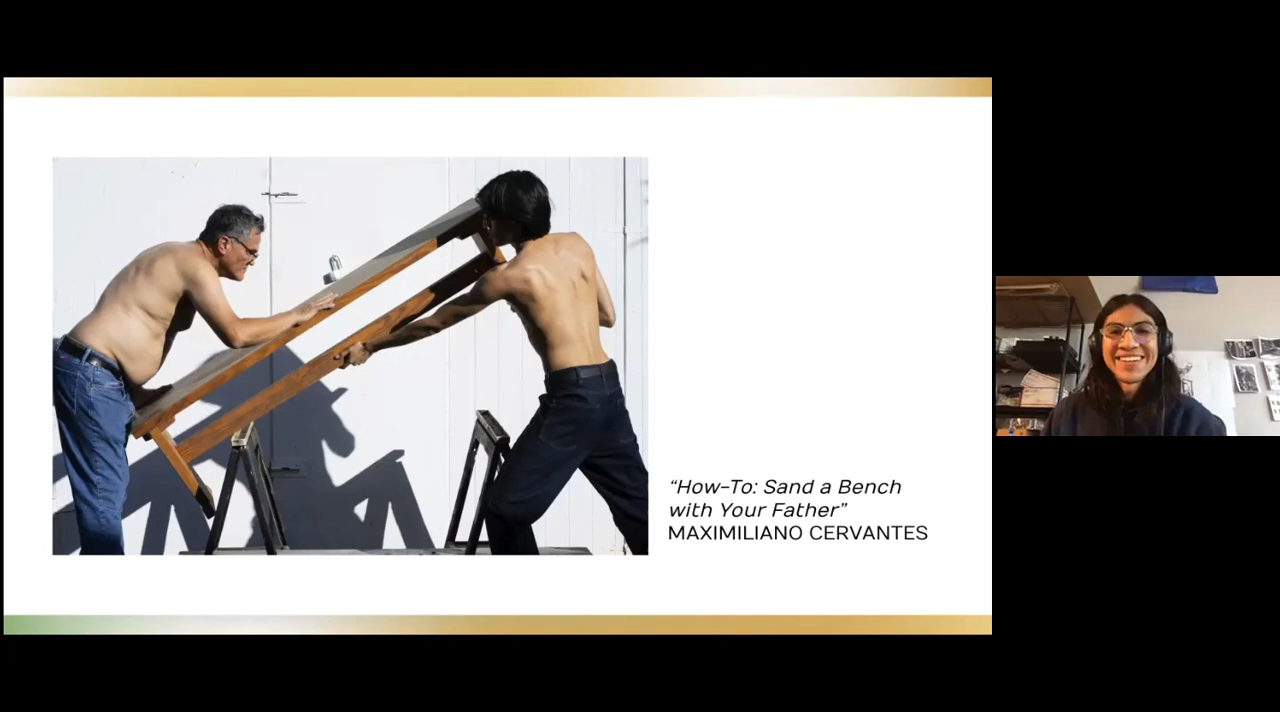 “How-To: Sand a Bench
with Your Father”
MAXIMILIANO CERVANTES